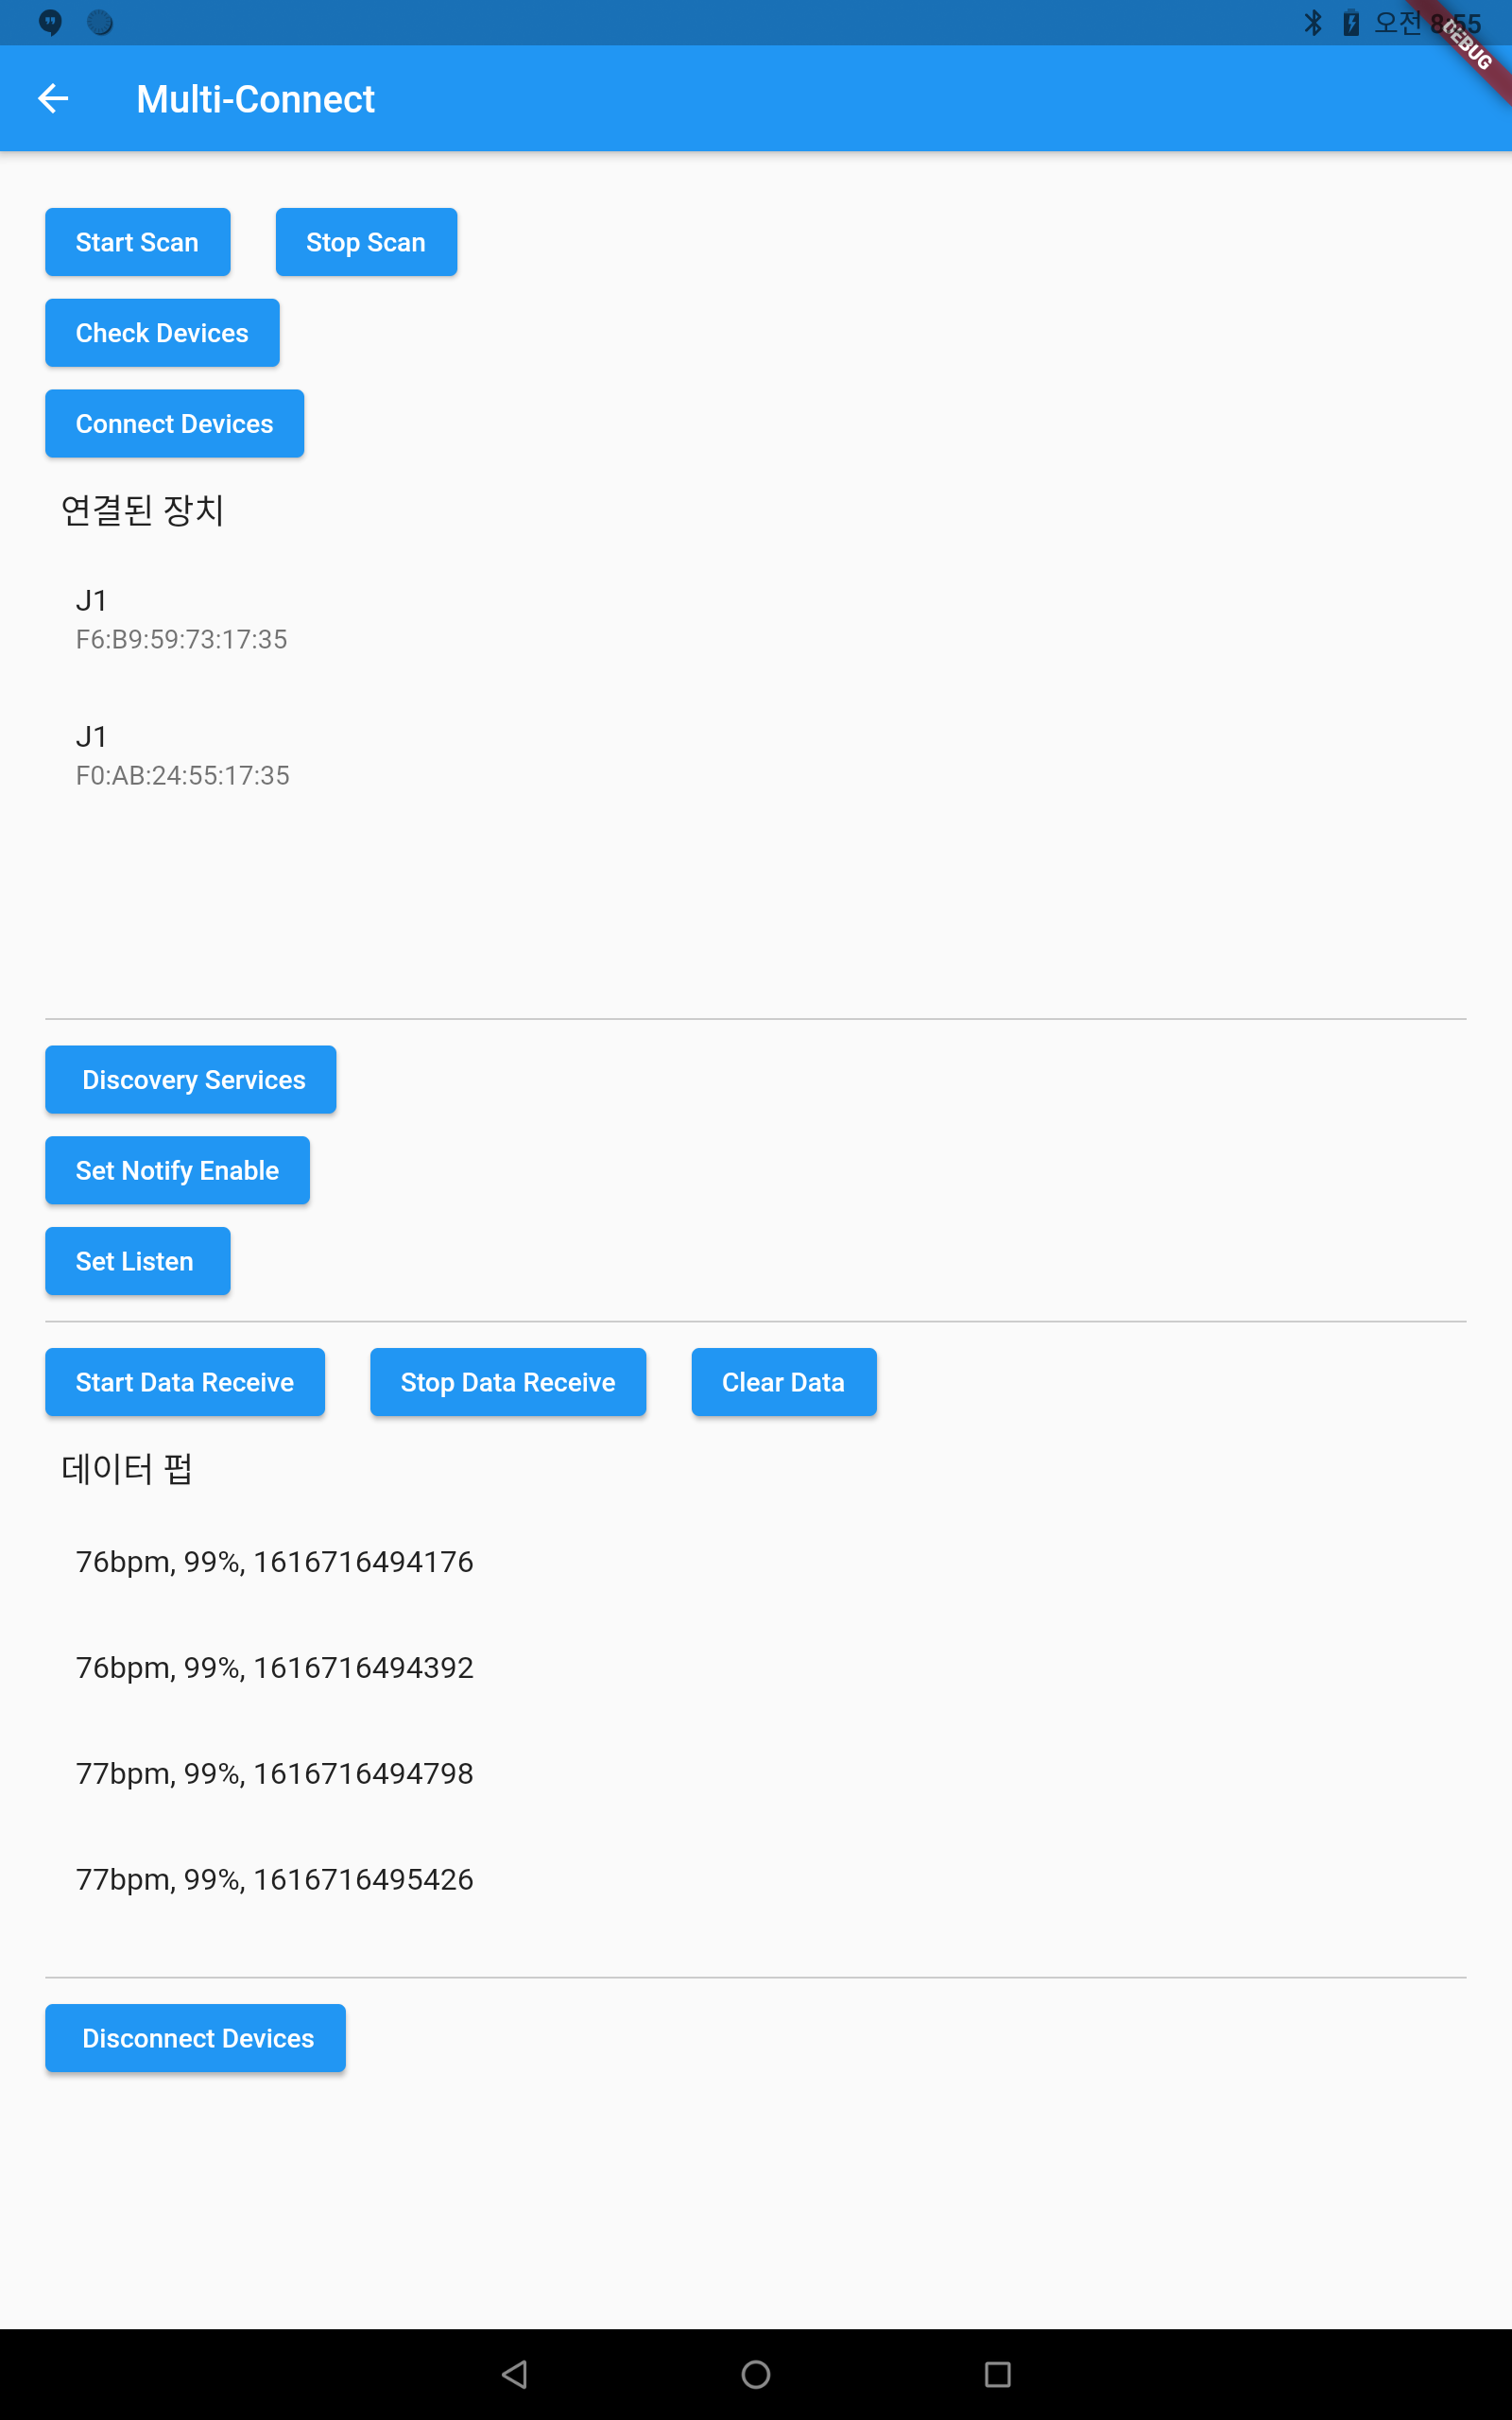 오전 8:55
DEBUG
Multi-Connect
Start Scan
Stop Scan
Check Devices
Connect Devices
연결된 장치
J1
F6:B9:59:73:17:35
J1
F0:AB:24:55:17:35
Discovery Services
Set Notify Enable
Set Listen
Start Data Receive
Stop Data Receive
Clear Data
데이터 펍
76bpm, 99%, 1616716494176
76bpm, 99%, 1616716494392
77bpm, 99%, 1616716494798
77bpm, 99%, 1616716495426
Disconnect Devices